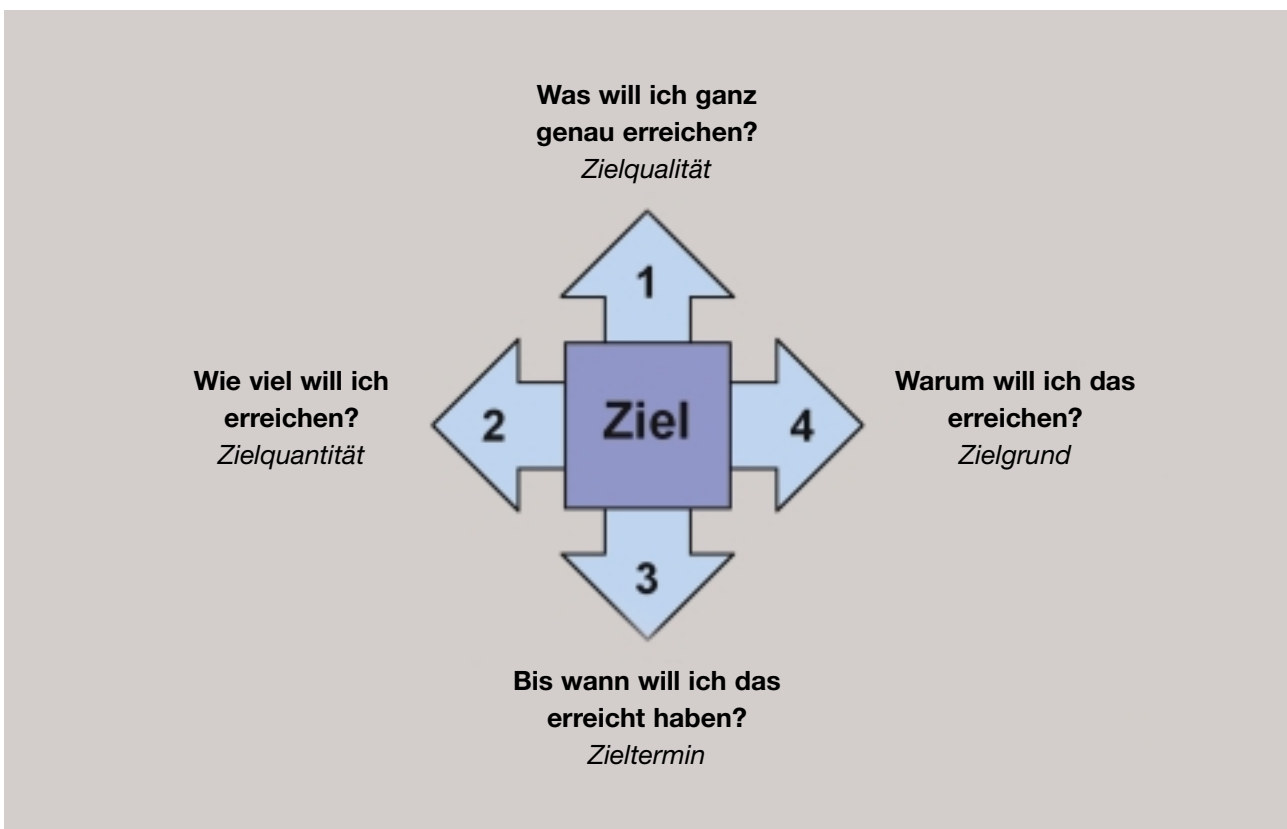 Was will ich ganz
genau erreichen?
Zielqualität
1
Wie viel will ich
erreichen?
Zielquantität
2
Ziel
4
Warum will ich das
erreichen?
Zielgrund
3
Bis wann will ich das
erreicht haben?
Zieltermin